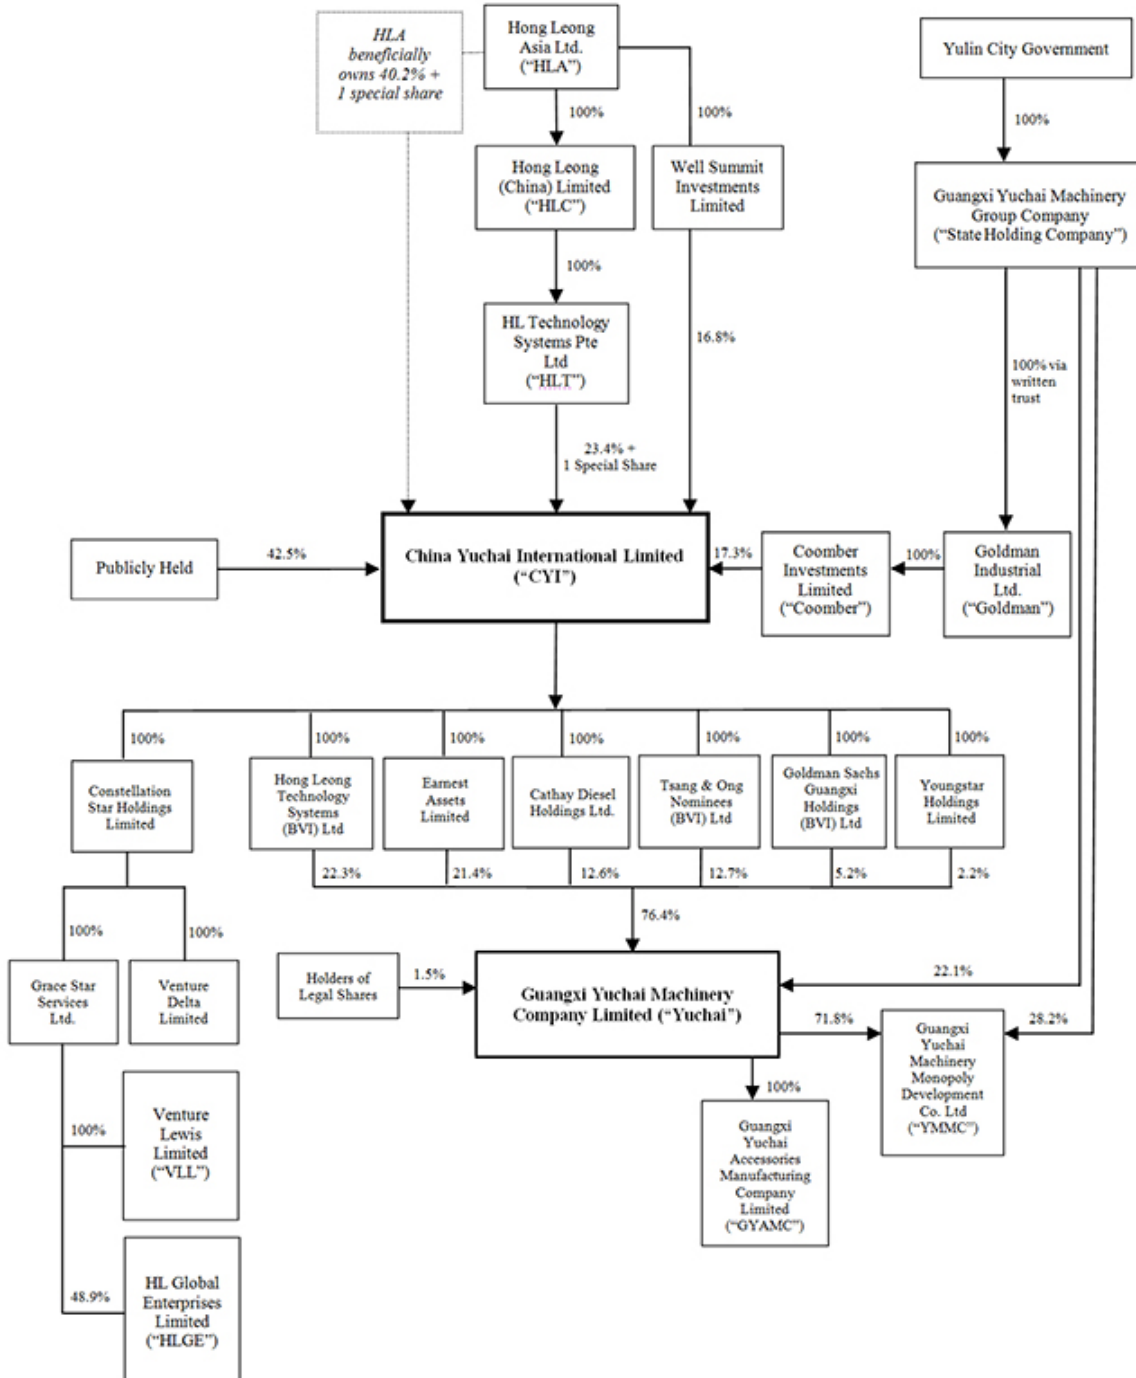 HLA
beneficially
owns 40.2% +
1 special share
Hong Leong
Asia Ltd.
(“HLA”)
Yulin City Government
100%
100%
100%
Hong Leong
(China) Limited
(“HLC”)
Well Summit
Investments
Limited
Guangxi Yuchai Machinery
Group Company
(“State Holding Company”)
100%
HL Technology
Systems Pte
Ltd
(“HLT”)
16.8%
100% via
written
trust
23.4% +
1 Special Share
Publicly Held
42.5%
China Yuchai International Limited
(“CYI”)
17.3%
Coomber
Investments
Limited
(“Coomber”)
100%
Goldman
Industrial
Ltd.
(“Goldman”)
100%
100%
100%
100%
100%
100%
100%
Constellation
Star Holdings
Limited
Hong Leong
Technology
Systems
(BVI) Ltd
Earnest
Assets
Limited
Cathay Diesel
Holdings Ltd.
Tsang & Ong
Nominees
(BVI) Ltd
Goldman Sachs
Guangxi
Holdings
(BVI) Ltd
Youngstar
Holdings
Limited
22.3%
21.4%
12.6%
12.7%
5.2%
2.2%
76.4%
100%
100%
Grace Star
Services
Ltd.
Venture
Delta
Limited
Holders of
Legal Shares
1.5%
Guangxi Yuchai Machinery
Company Limited (“Yuchai”)
22.1%
71.8%
28.2%
Guangxi
Yuchai
Machinery
Monopoly
Development
Co. Ltd
(“YMMC”)
100%
Guangxi
Yuchai
Accessories
Manufacturing
Company
Limited
(“GYAMC”)
100%
Venture
Lewis
Limited
(“VLL”)
48.9%
HL Global
Enterprises
Limited
(“HLGE”)